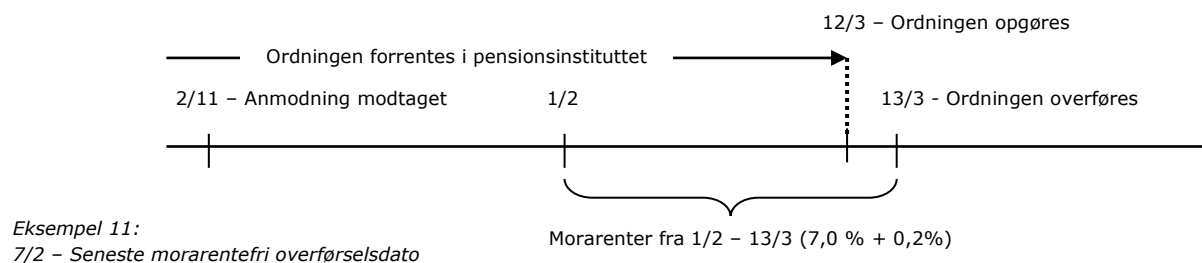 12/3 – Ordningen opgøres
Ordningen forrentes i pensionsinstituttet
2/11 – Anmodning modtaget
1/2
13/3 - Ordningen overføres
Morarenter fra 1/2 – 13/3 (7,0 % + 0,2%)
Eksempel 11:
7/2 – Seneste morarentefri overførselsdato